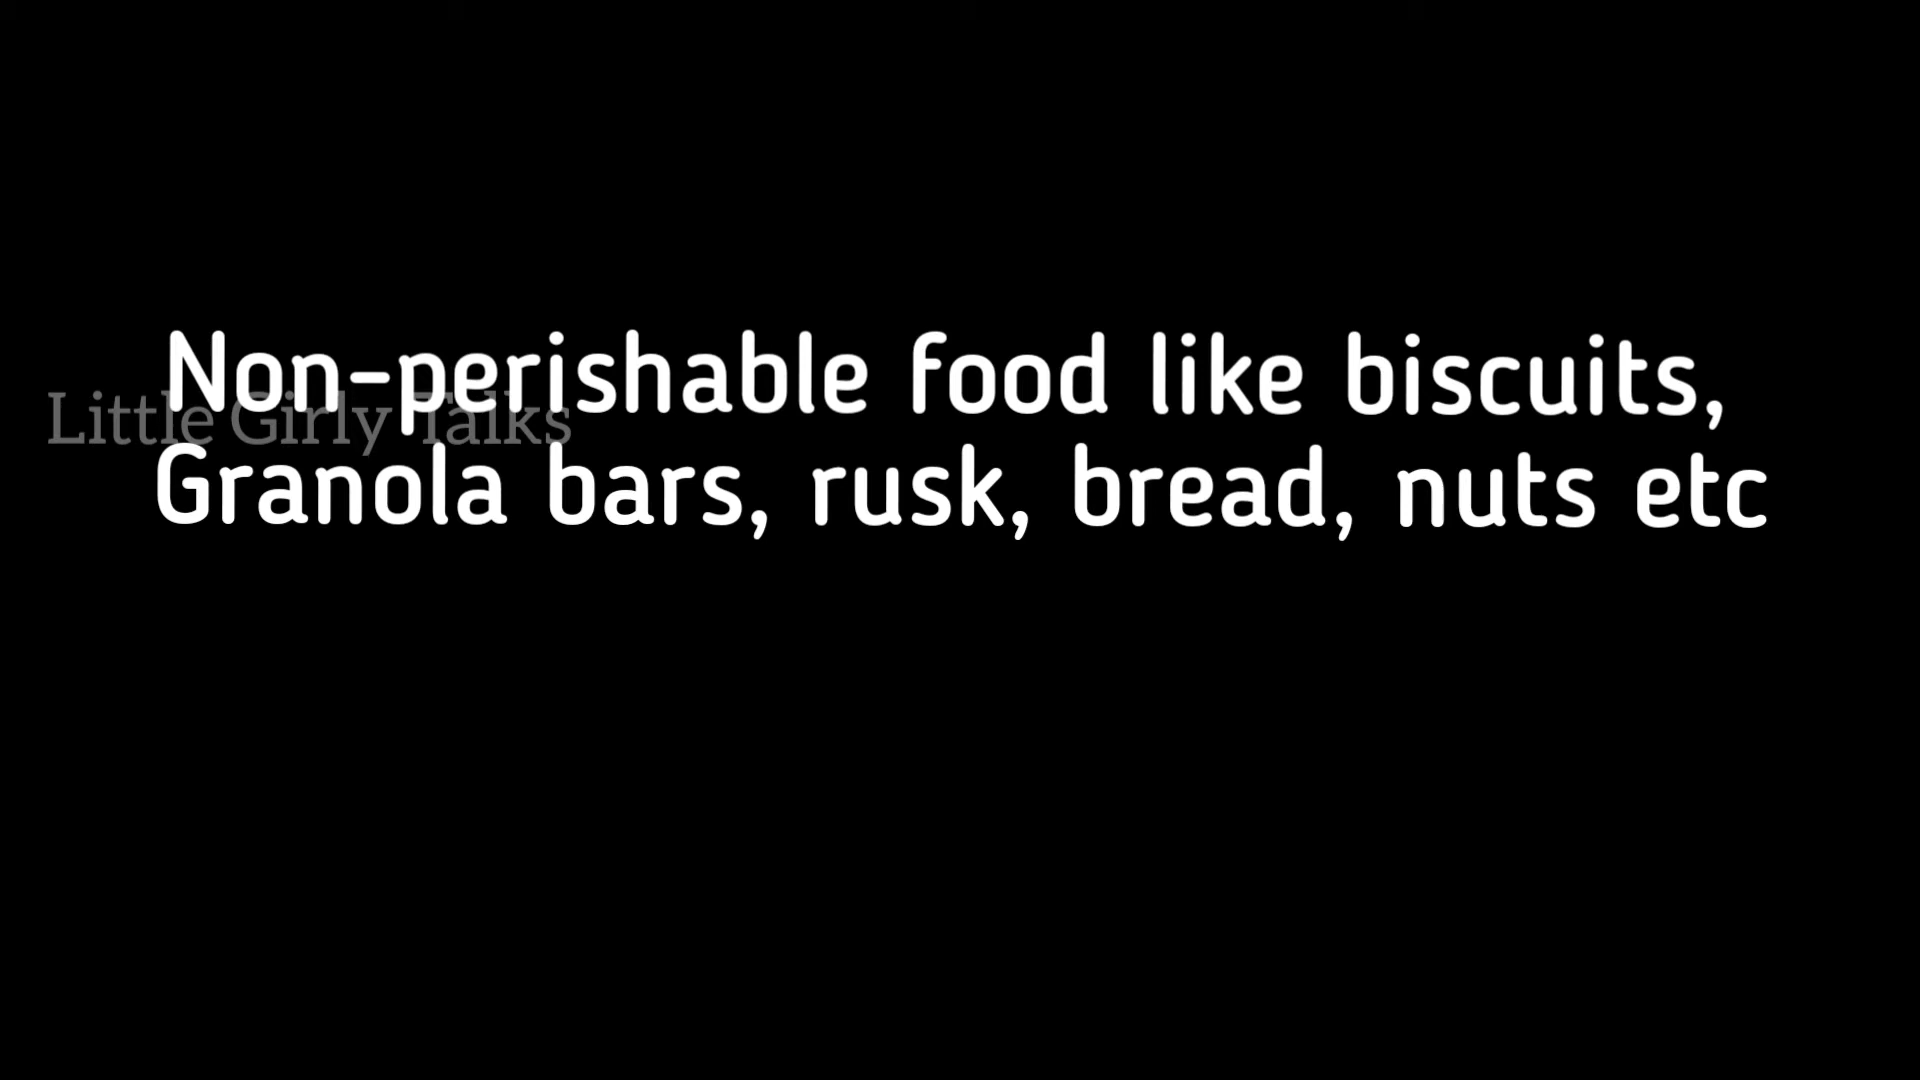 Non-perishable food like biscuits,
Little Girly Talks
Granola bars, rusk, bread, nuts etc